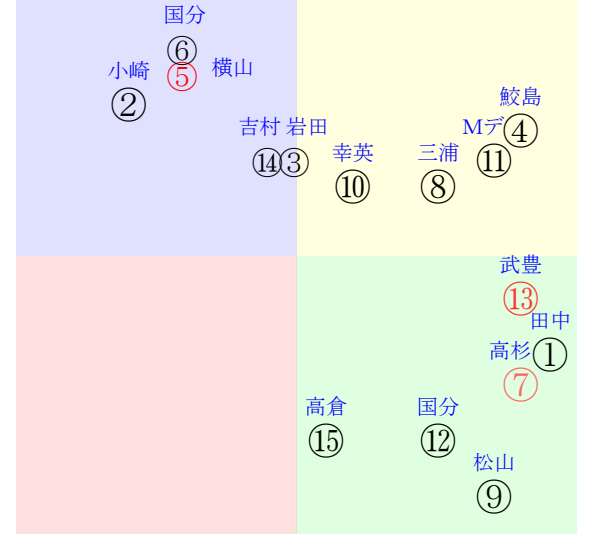 国分
⑥
小崎
⑤
横山
②
鮫島
吉村 岩田
Mデ
④
幸英
三浦
⑭③
⑪
⑩
⑧
武豊
⑬
田中
高杉
①
⑦
高倉
国分
⑮
⑫
松山
⑨